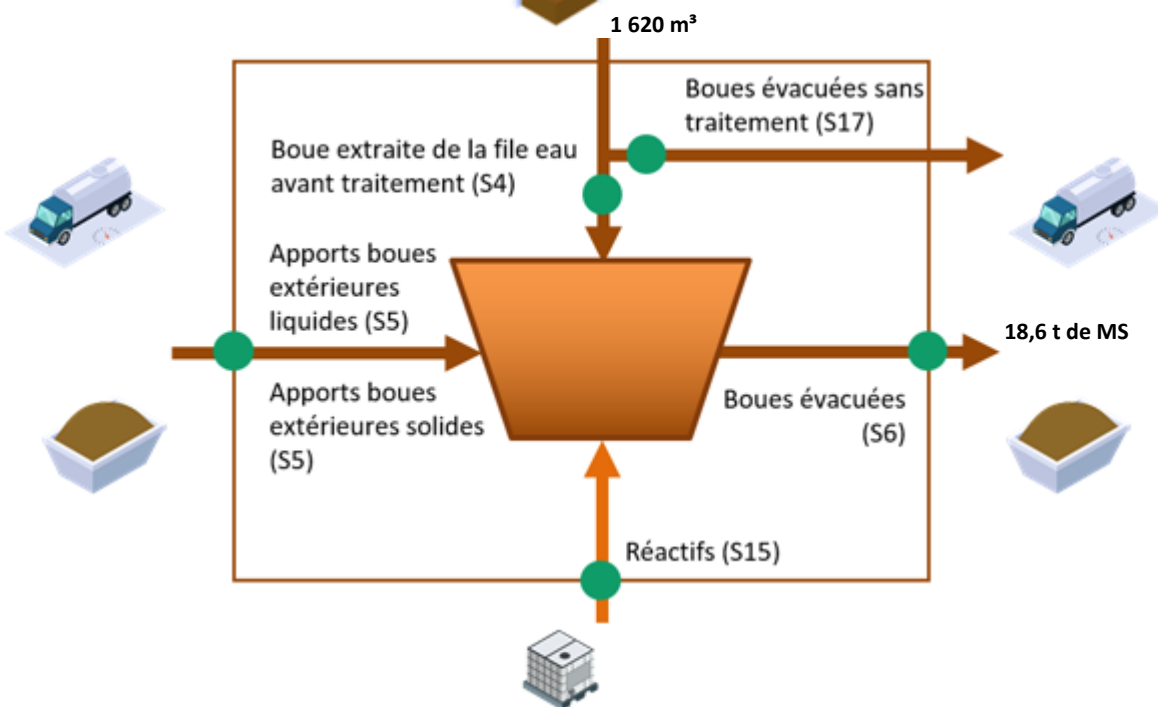 1 620 m³
Boues évacuées sans
traitement (S17)
Boue extraite de la file eau
avant traitement (S4)
Apports boues
extérieures
liquides (S5)
18,6 t de MS
Apports boues
extérieures solides
(S5)
Boues évacuées
(S6)
Réactifs (S15)